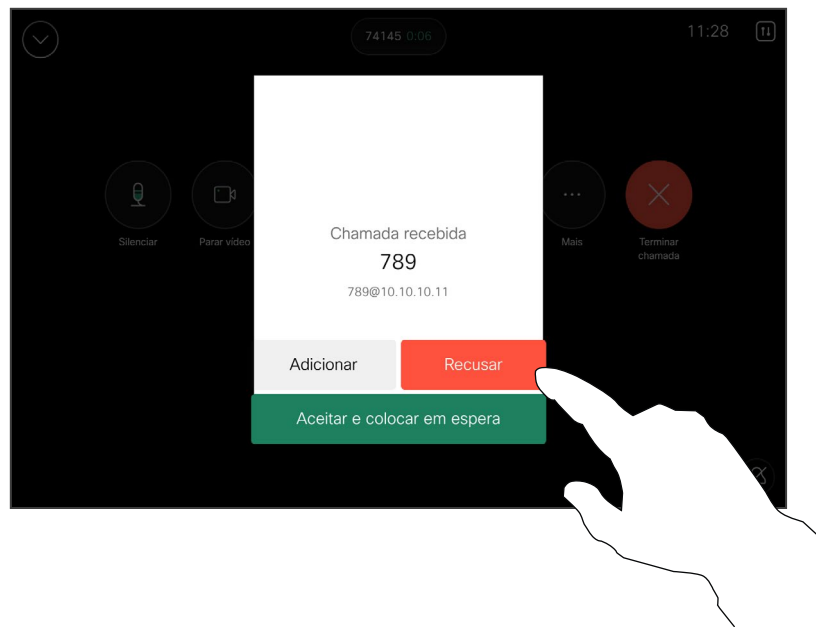 74145 0:06
11:28
Silenciar
Parar vídeo
Mais
Terminar
chamada
Chamada recebida
789
789@10.10.10.11
Adicionar
Recusar
Aceitar e colocar em espera